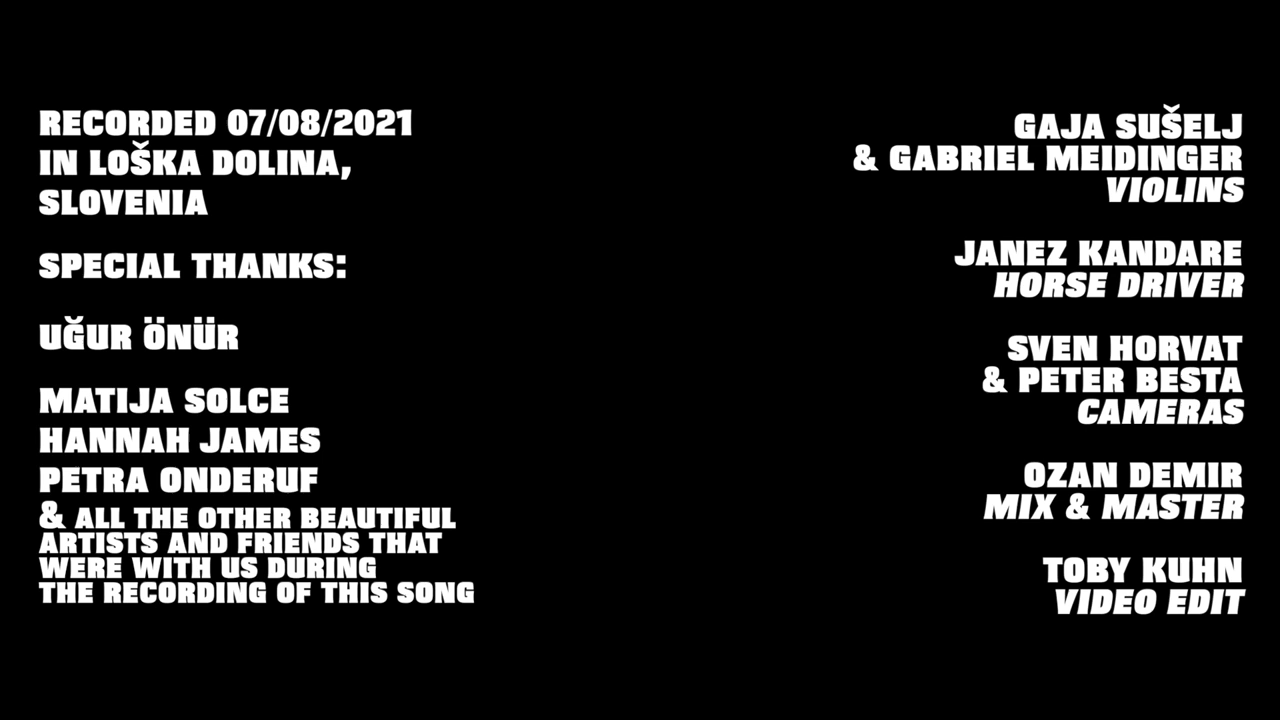 RECORDED 07/08/2021
IN LOŠKA DOLINA,
SLOVENIA
SPECIAL THANKS:
UĞUR ÖNÜR
MATIJA SOLCE
HANNAH JAMES
PETRA ONDERUF
& ALL THE OTHER BEAUTIFUL
ARTISTS AND FRIENDS THAT
WERE WITH US DURING
THE RECORDING OF THIS SONG
GAJA SUŠELJ
& GABRIEL MEIDINGER
VIOLINS
JANEZ KANDARE
HORSE DRIVER
SVEN HORVAT
& PETER BESTA
CAMERAS
OZAN DEMIR
MIX & MASTER
TOBY KUHN
VIDEO EDIT